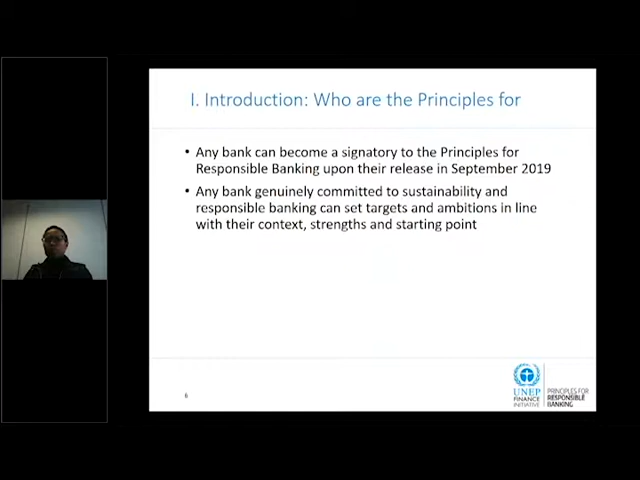 I. Introduction: Who are the Principles for
• Any bank can become a signatory to the Principles for
Responsible Banking upon their release in September 2019
• Any bank genuinely committed to sustainability and
responsible banking can set targets and ambitions in line
with their context, strengths and starting point
6
UNEP
FINANCE
INITIATIVE
PRINCIPLES FOR
RESPONSIBLE
BANKING